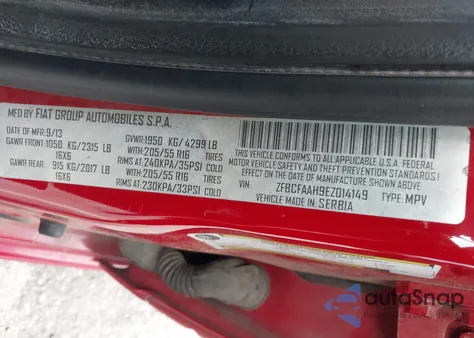 MFD BY FIAT GROUP AUTOMOBILES S.P.A.
DATE OF MFR. 9/13 GVWR: 1950 KG/4299 LB
GAWR FRONT: 1050 KG/2315 LB WITH: 205/55 R16 TIRES
16X6 RIMS AT: 240KPA/35PSI COLD
GAWR REAR: 915 KG/2017 LB WITH: 205/55 R16 TIRES
16X6 RIMS AT: 230KPA/33PSI COLD
THIS VEHICLE CONFORMS TO ALL APPLICABLE U.S.A. FEDERAL
MOTOR VEHICLE SAFETY, BUMPER, AND THEFT PREVENTION STANDARDS
IN EFFECT ON THE DATE OF MANUFACTURE SHOWN ABOVE.
VIN: ZFBCFAAH9EZ014149 TYPE: MPV
VEHICLE MADE IN: SERBIA
autoSnap